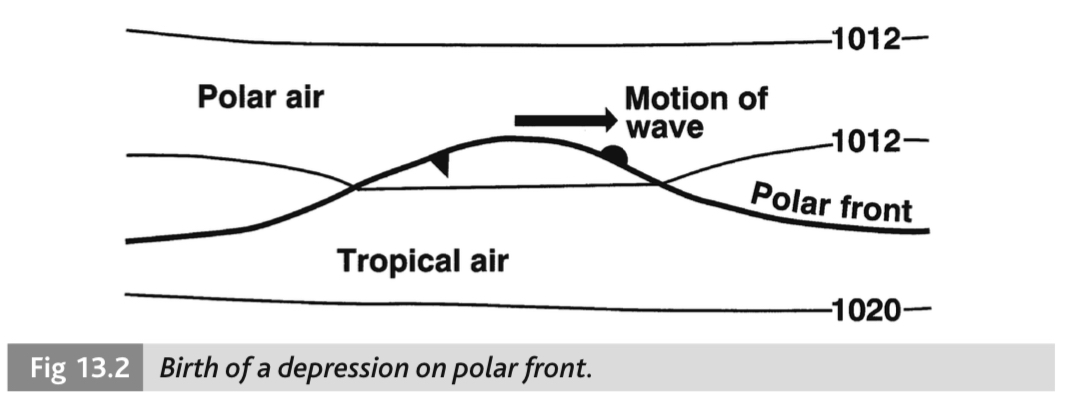 1012
Polar air
Motion of
wave
1012
Polar front
Tropical air
1020
Fig 13.2 Birth of a depression on polar front.